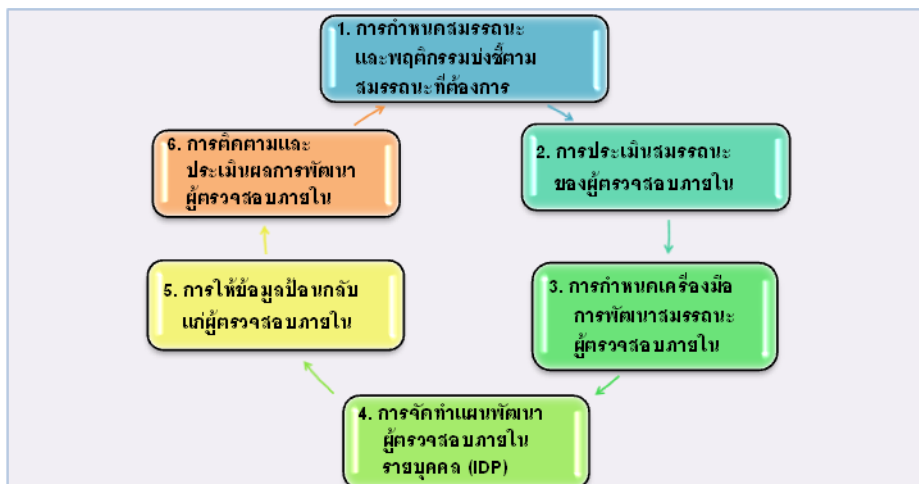 1. การกำหนดสมรรถนะ
และพฤติกรรมบ่งชี้ตาม
สมรรถนะที่ต้องการ
2. การประเมินสมรรถนะ
ของผู้ตรวจสอบภายใน
3. การกำหนดเครื่องมือ
การพัฒนาสมรรถนะ
ผู้ตรวจสอบภายใน
4. การจัดทำแผนพัฒนา
ผู้ตรวจสอบภายใน
รายบุคคล (IDP)
5. การให้ข้อมูลป้อนกลับ
แก่ผู้ตรวจสอบภายใน
6. การติดตามและ
ประเมินผลการพัฒนา
ผู้ตรวจสอบภายใน